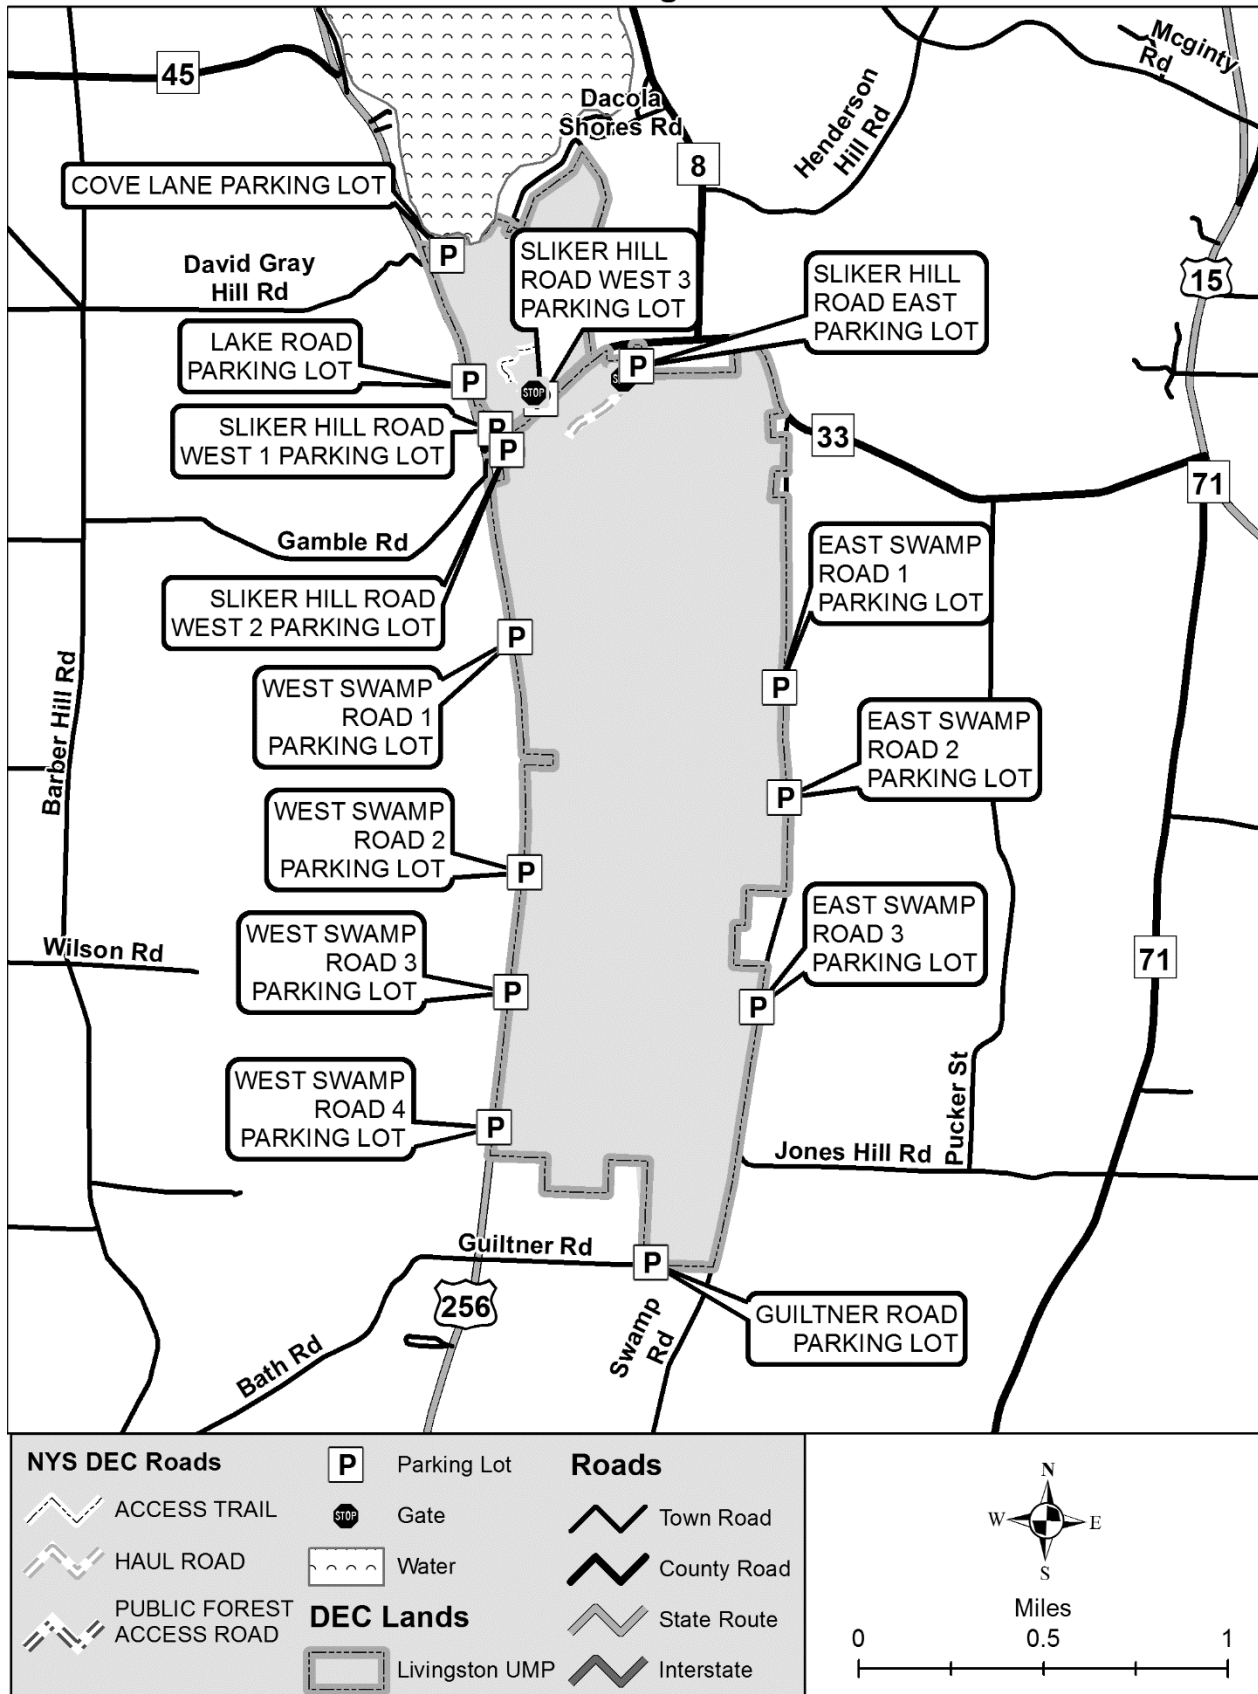 45
Mcginty
Rd
Dacola
Shores Rd
Henderson
Hill Rd
8
COVE LANE PARKING LOT
David Gray
Hill Rd
SLIKER HILL
ROAD WEST 3
PARKING LOT
SLIKER HILL
ROAD EAST
PARKING LOT
15
P
LAKE ROAD
PARKING LOT
P
P
STOP
SLIKER HILL ROAD
WEST 1 PARKING LOT
P
P
33
71
Gamble Rd
EAST SWAMP
ROAD 1
PARKING LOT
SLIKER HILL ROAD
WEST 2 PARKING LOT
P
WEST SWAMP
ROAD 1
PARKING LOT
P
Barber Hill Rd
EAST SWAMP
ROAD 2
PARKING LOT
P
WEST SWAMP
ROAD 2
PARKING LOT
P
EAST SWAMP
ROAD 3
PARKING LOT
Wilson Rd
WEST SWAMP
ROAD 3
PARKING LOT
P
P
71
WEST SWAMP
ROAD 4
PARKING LOT
P
Pucker St
Jones Hill Rd
Guiltner Rd
P
256
Swamp
Rd
GUILTNER ROAD
PARKING LOT
Bath Rd
NYS DEC Roads
ACCESS TRAIL
HAUL ROAD
PUBLIC FOREST
ACCESS ROAD
P Parking Lot
STOP Gate
Water
DEC Lands
Livingston UMP
Roads
Town Road
County Road
State Route
Interstate
N
W E
S
Miles
0 0.5 1